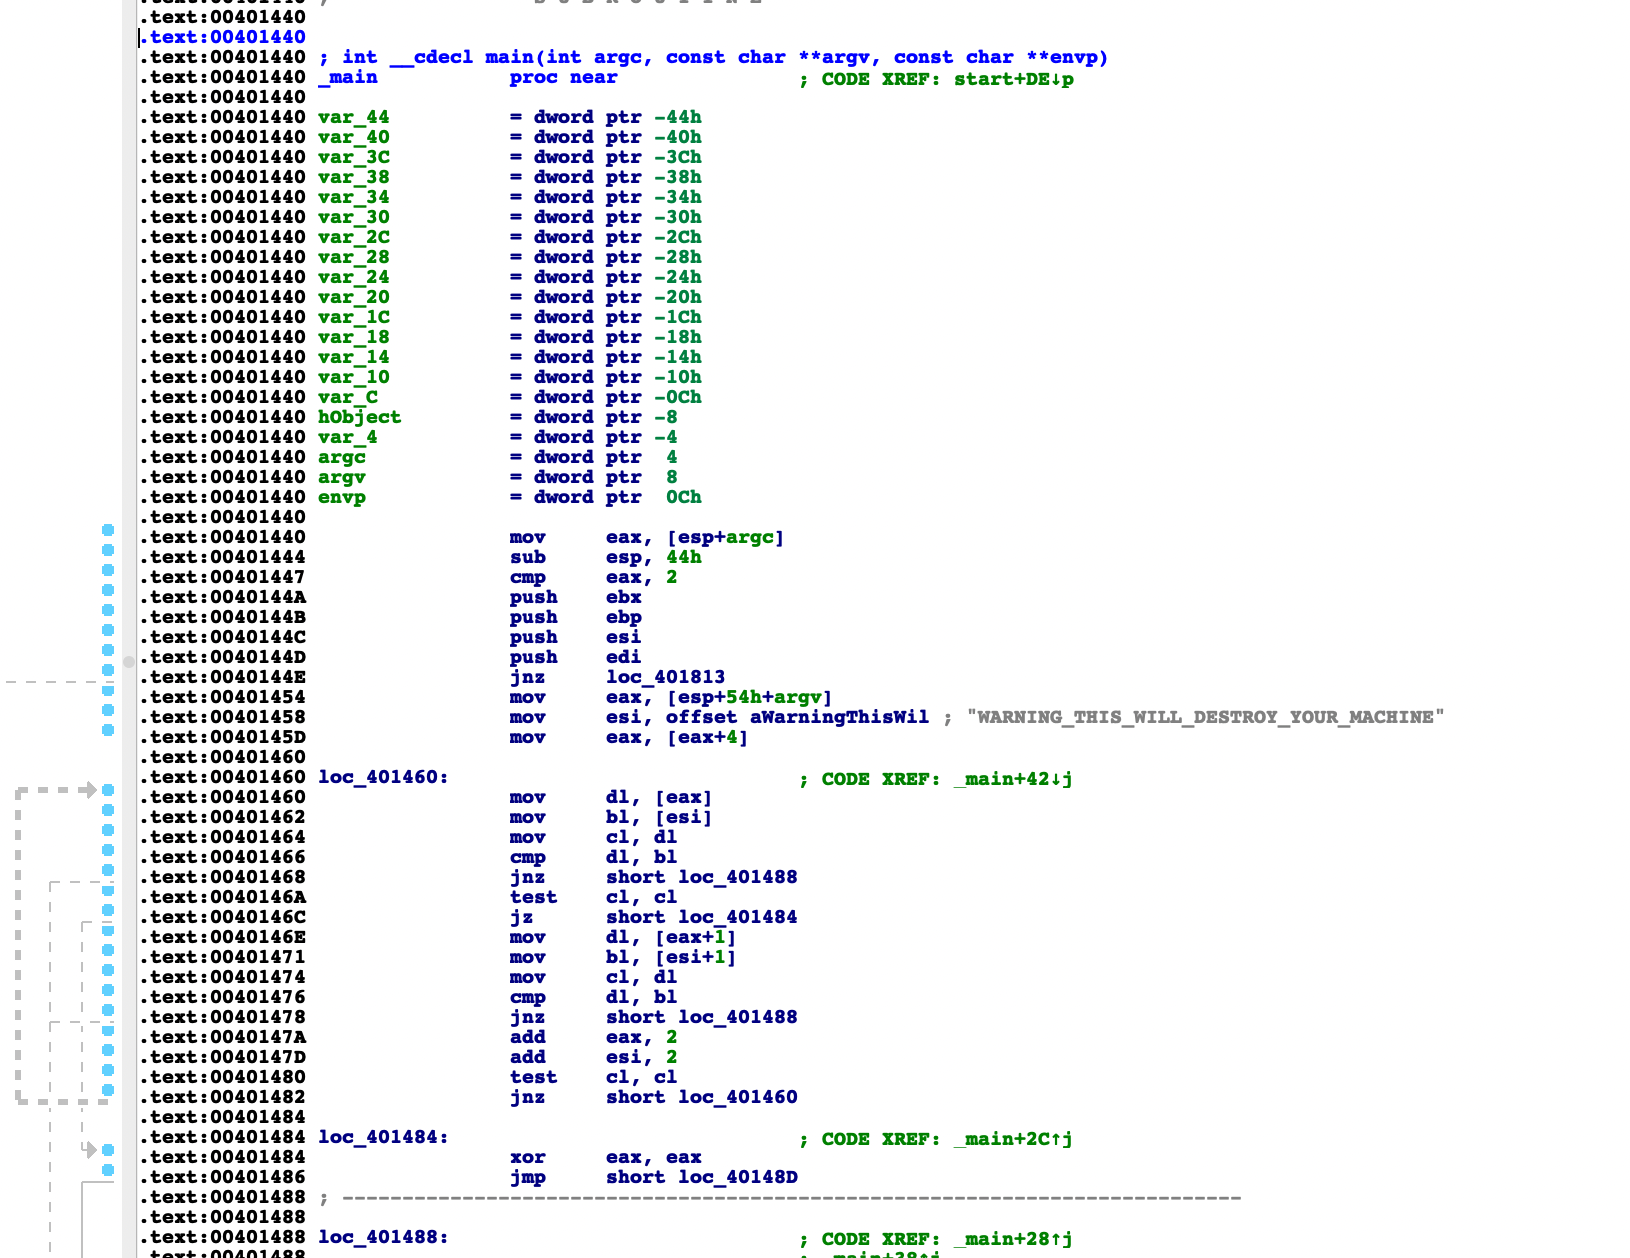 .text:00401440 ; S U B R O U T I N E
.text:00401440
.text:00401440
.text:00401440 ; int __cdecl main(int argc, const char **argv, const char **envp)
.text:00401440 _main proc near ; CODE XREF: start+DE↓p
.text:00401440
.text:00401440 var_44 = dword ptr -44h
.text:00401440 var_40 = dword ptr -40h
.text:00401440 var_3C = dword ptr -3Ch
.text:00401440 var_38 = dword ptr -38h
.text:00401440 var_34 = dword ptr -34h
.text:00401440 var_30 = dword ptr -30h
.text:00401440 var_2C = dword ptr -2Ch
.text:00401440 var_28 = dword ptr -28h
.text:00401440 var_24 = dword ptr -24h
.text:00401440 var_20 = dword ptr -20h
.text:00401440 var_1C = dword ptr -1Ch
.text:00401440 var_18 = dword ptr -18h
.text:00401440 var_14 = dword ptr -14h
.text:00401440 var_10 = dword ptr -10h
.text:00401440 var_C = dword ptr -0Ch
.text:00401440 hObject = dword ptr -8
.text:00401440 var_4 = dword ptr -4
.text:00401440 argc = dword ptr 4
.text:00401440 argv = dword ptr 8
.text:00401440 envp = dword ptr 0Ch
.text:00401440
.text:00401440 mov eax, [esp+argc]
.text:00401444 sub esp, 44h
.text:00401447 cmp eax, 2
.text:0040144A push ebx
.text:0040144B push ebp
.text:0040144C push esi
.text:0040144D push edi
.text:0040144E jnz loc_401813
.text:00401454 mov eax, [esp+54h+argv]
.text:00401458 mov esi, offset aWarningThisWil ; "WARNING_THIS_WILL_DESTROY_YOUR_MACHINE"
.text:0040145D mov eax, [eax+4]
.text:00401460
.text:00401460 loc_401460: ; CODE XREF: _main+42↓j
.text:00401460 mov dl, [eax]
.text:00401462 mov bl, [esi]
.text:00401464 mov cl, dl
.text:00401466 cmp dl, bl
.text:00401468 jnz short loc_401488
.text:0040146A test cl, cl
.text:0040146C jz short loc_401484
.text:0040146E mov dl, [eax+1]
.text:00401471 mov bl, [esi+1]
.text:00401474 mov cl, dl
.text:00401476 cmp dl, bl
.text:00401478 jnz short loc_401488
.text:0040147A add eax, 2
.text:0040147D add esi, 2
.text:00401480 test cl, cl
.text:00401482 jnz short loc_401460
.text:00401484
.text:00401484 loc_401484: ; CODE XREF: _main+2C↑j
.text:00401484 xor eax, eax
.text:00401486 jmp short loc_40148D
.text:00401488 ; ---------------------------------------------------------------------------
.text:00401488
.text:00401488 loc_401488: ; CODE XREF: _main+28↑j
.text:00401488 ; _main+38↑j